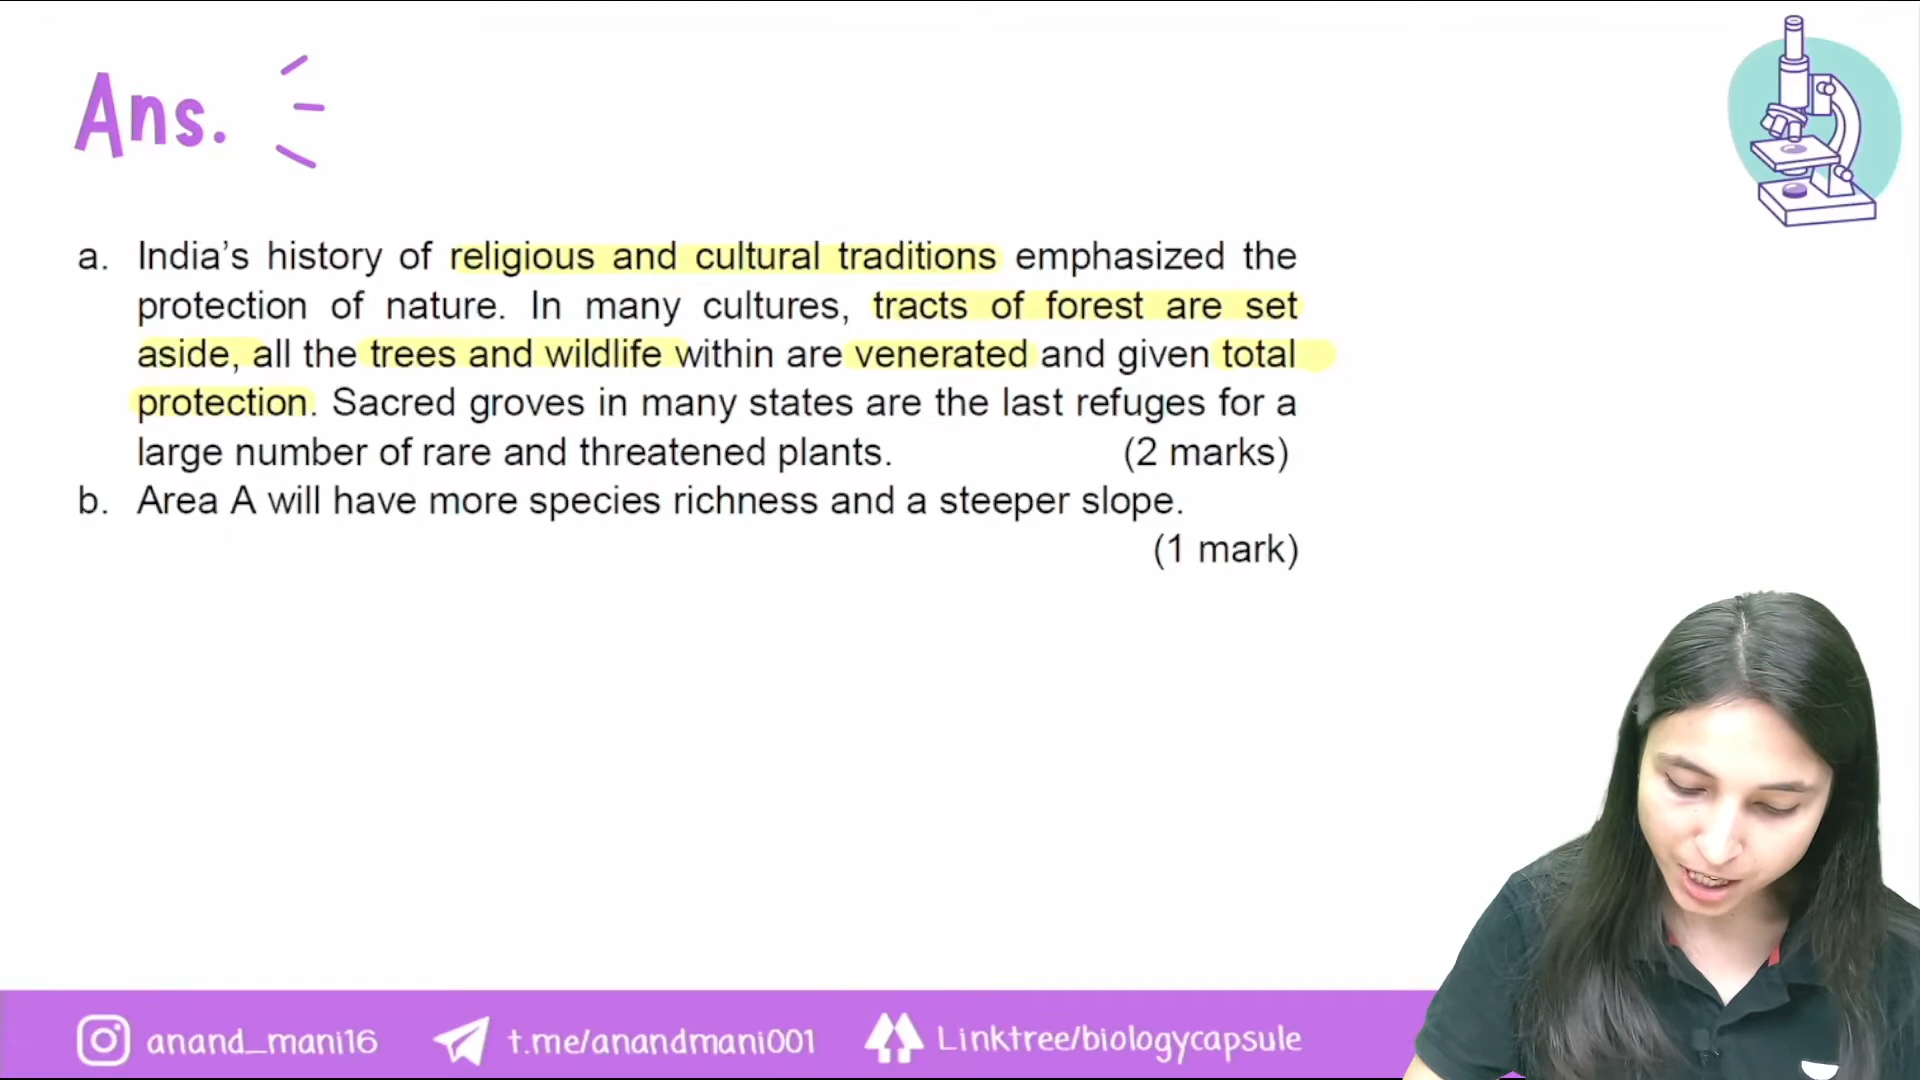 Ans.
a. India’s history of religious and cultural traditions emphasized the
protection of nature. In many cultures, tracts of forest are set
aside, all the trees and wildlife within are venerated and given total
protection. Sacred groves in many states are the last refuges for a
large number of rare and threatened plants. (2 marks)
b. Area A will have more species richness and a steeper slope.
(1 mark)
anand_mani16 t.me/anandmani001 Linktree/biologycapsule